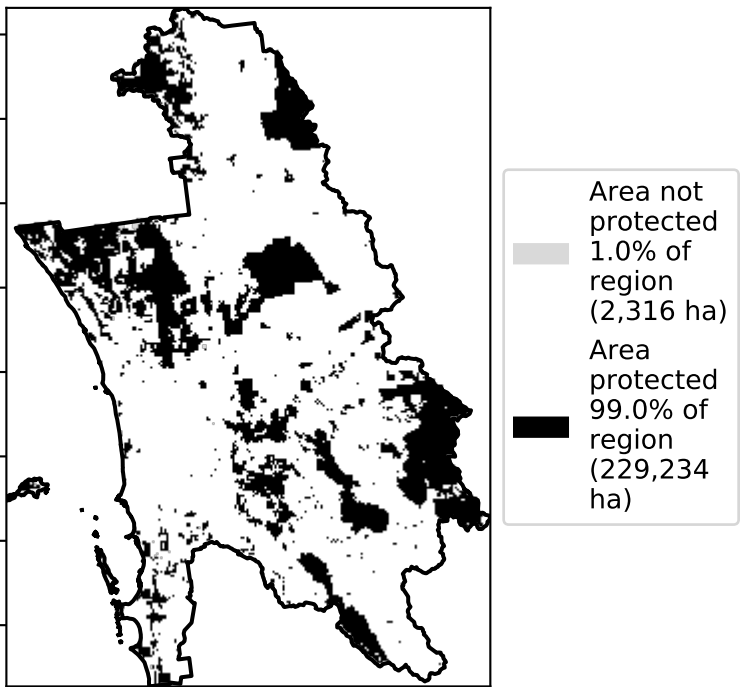 Area not
protected
1.0% of
region
(2,316 ha)
Area
protected
99.0% of
region
(229,234
ha)